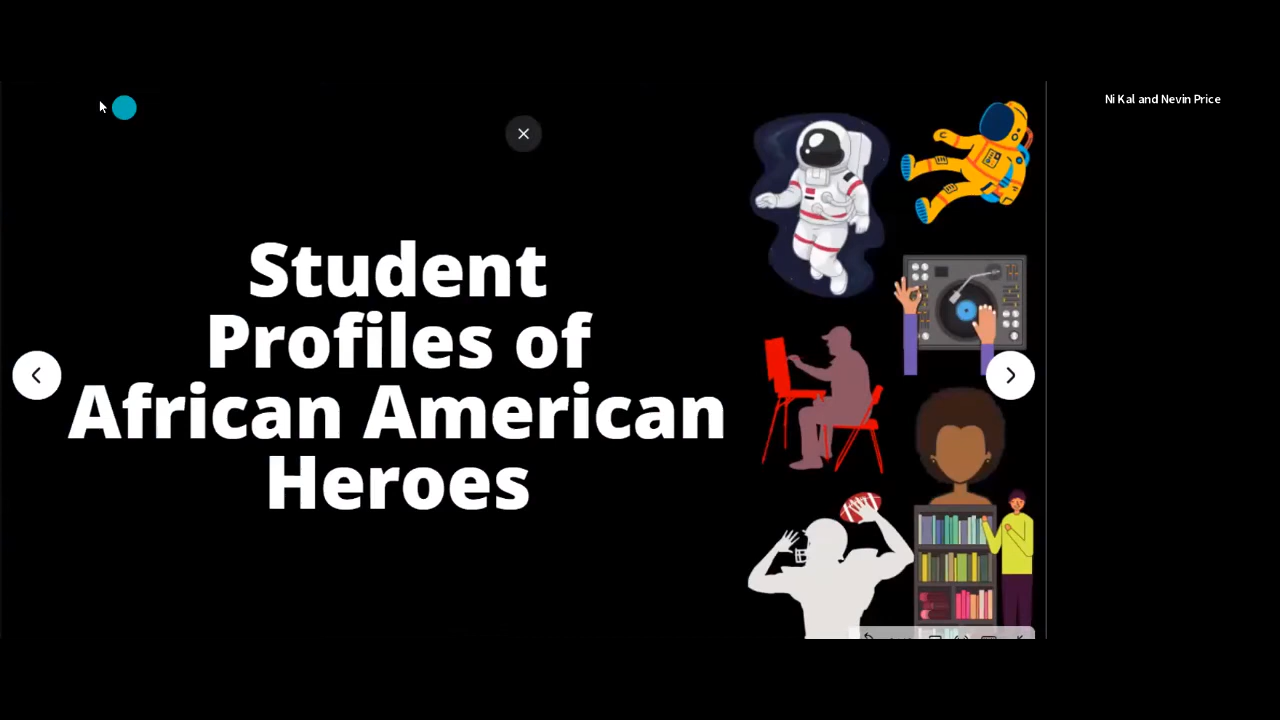 Ni Kal and Nevin Price
Student
Profiles of
African American
Heroes